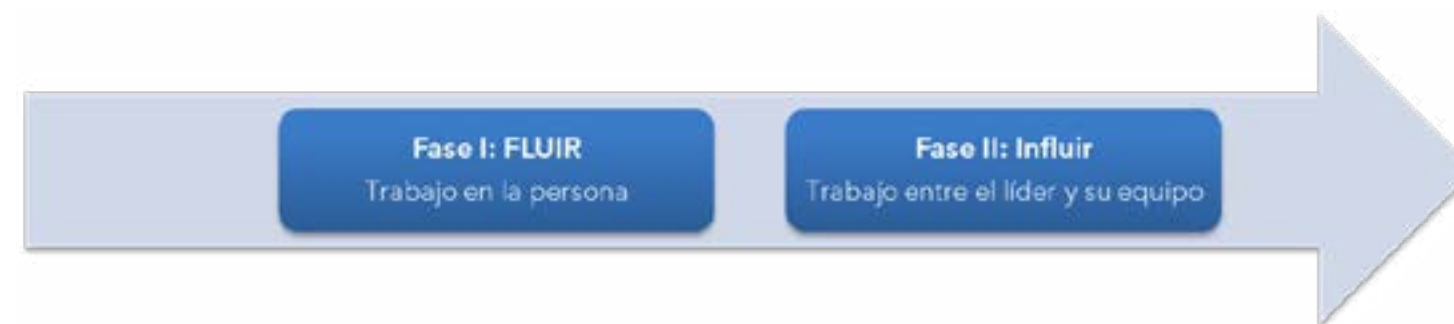 Fase I: FLUIR
Trabajo en la persona
Fase II: Influir
Trabajo entre el líder y su equipo